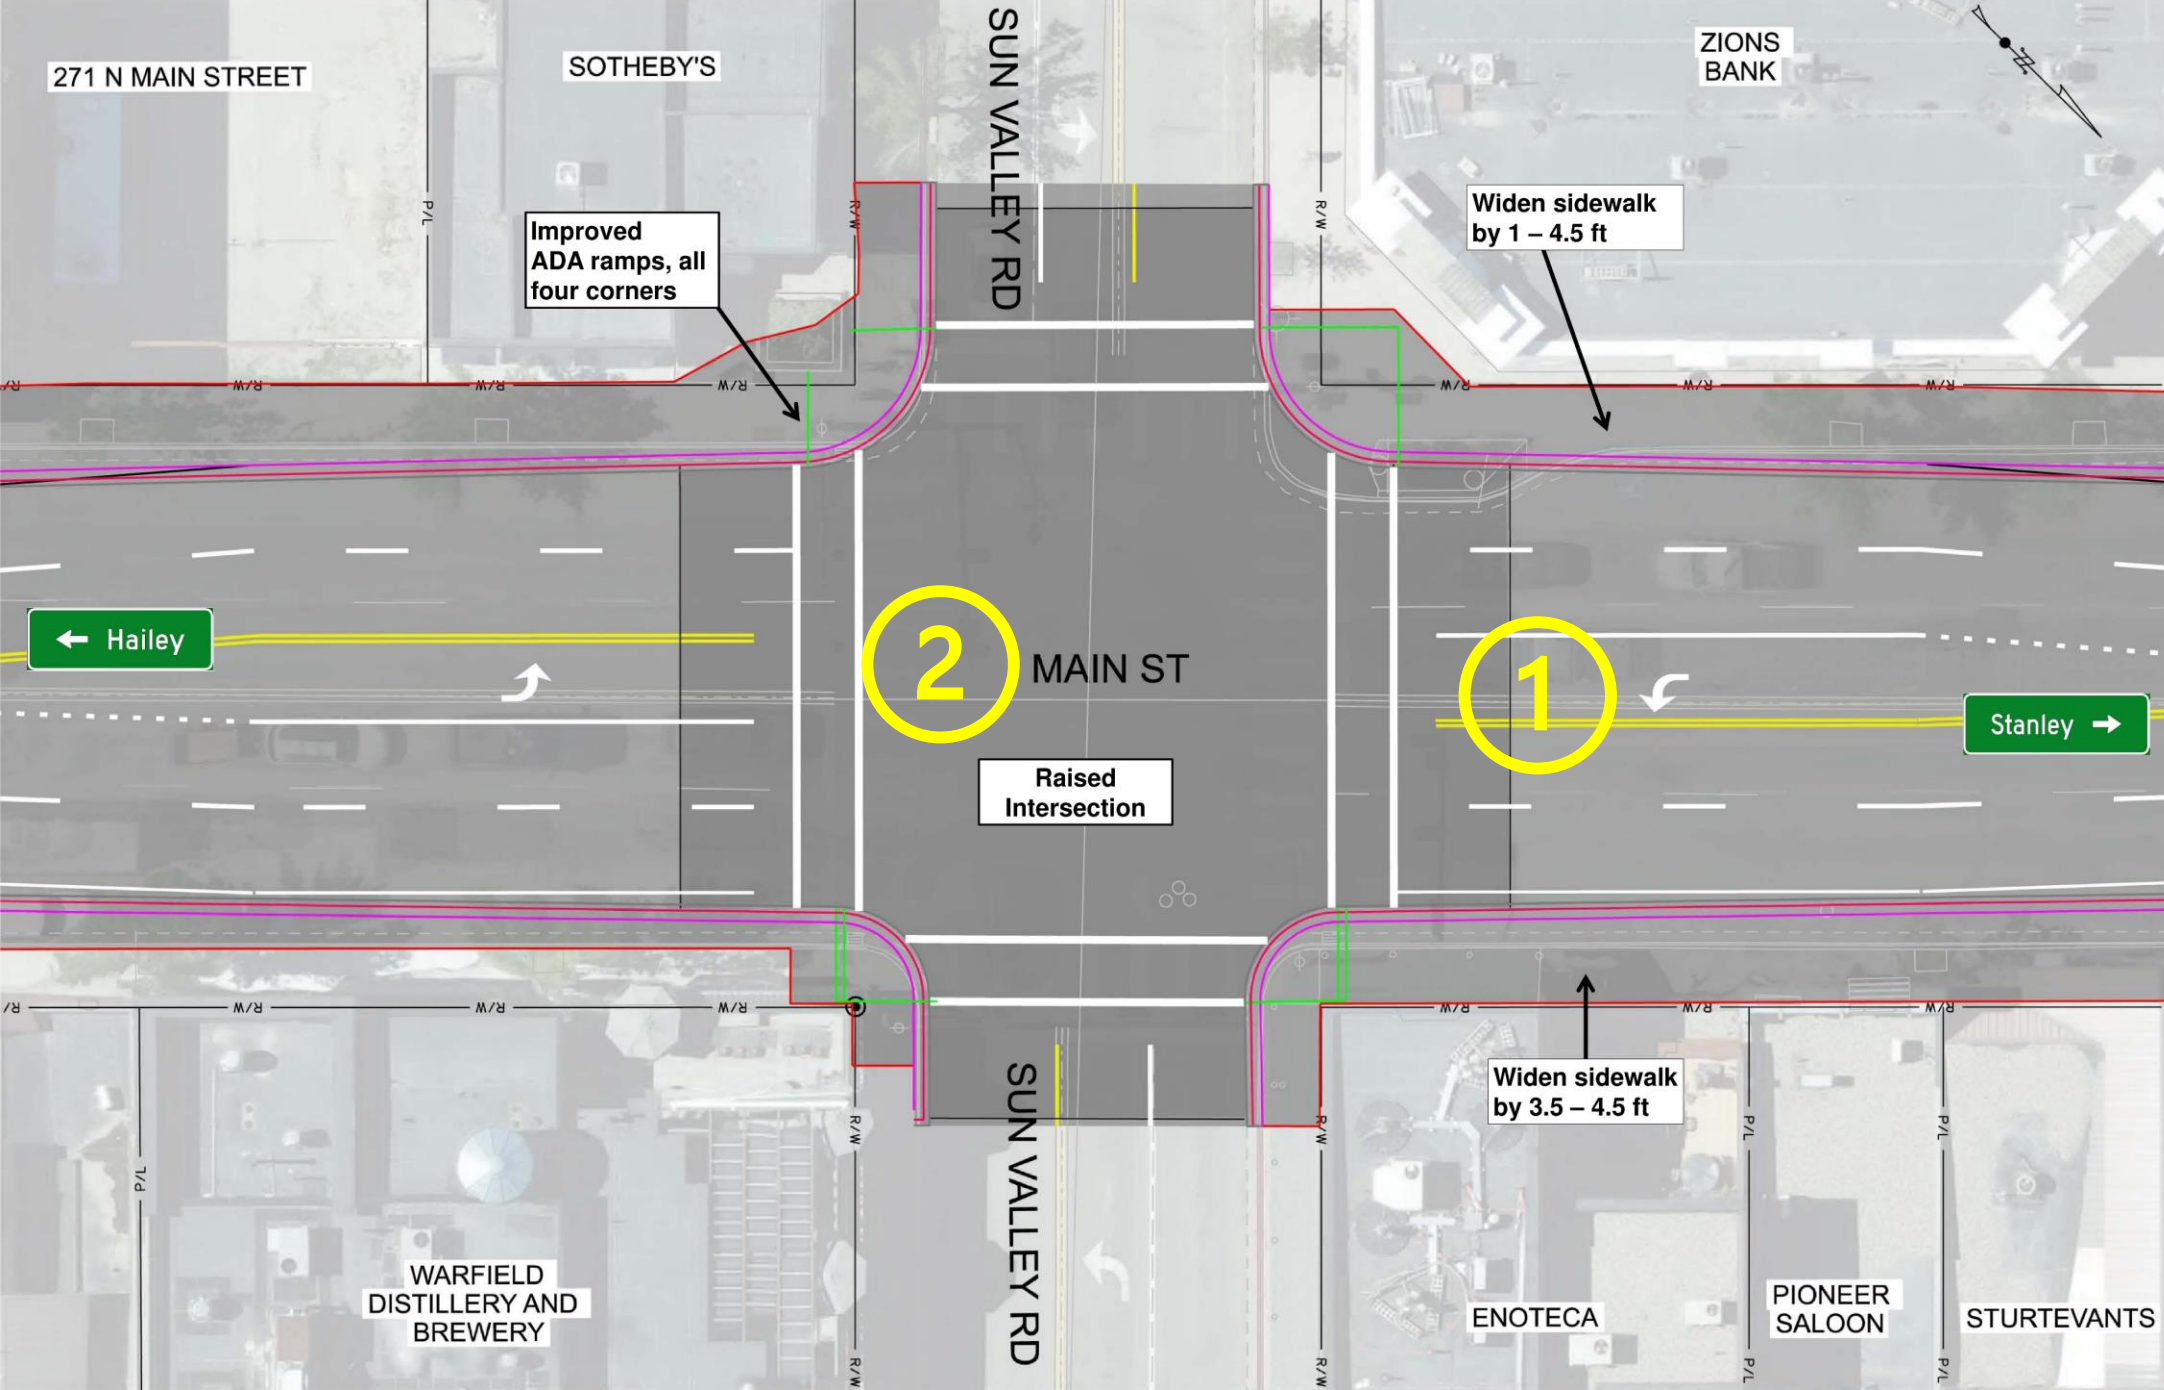 271 N MAIN STREET
SOTHEBY'S
SUN VALLEY RD
ZIONS
BANK
N
P/L
R/W
R/W
Improved
ADA ramps, all
four corners
Widen sidewalk
by 1 – 4.5 ft
R/W
R/W
R/W
R/W
R/W
R/W
R/W
← Hailey
2
MAIN ST
1
Stanley →
Raised
Intersection
R/W
R/W
R/W
R/W
R/W
R/W
R/W
Widen sidewalk
by 3.5 – 4.5 ft
SUN VALLEY RD
P/L
R/W
R/W
P/L
P/L
WARFIELD
DISTILLERY AND
BREWERY
ENOTECA
PIONEER
SALOON
STURTEVANTS
R/W
R/W
P/L
P/L